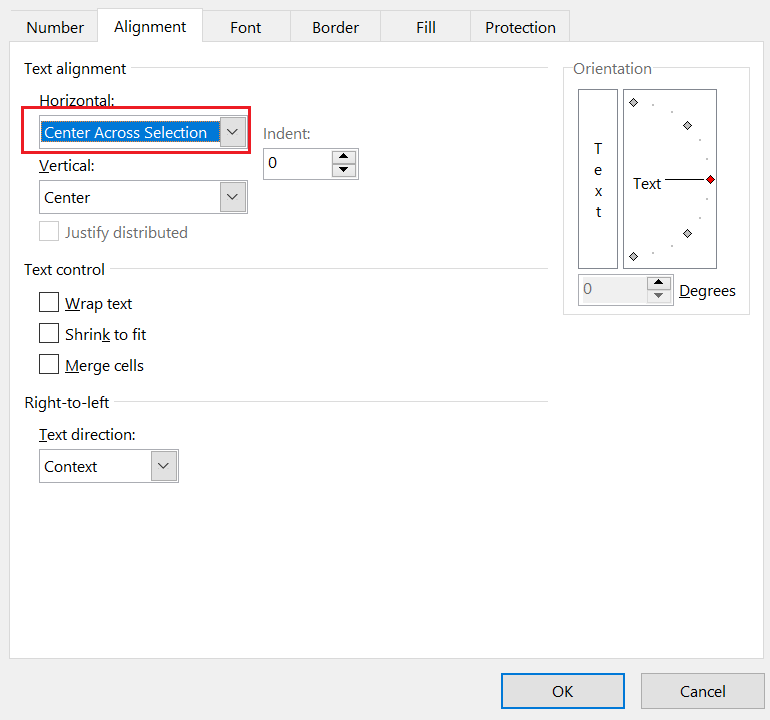 Number Alignment Font Border Fill Protection
Text alignment
Horizontal:
Center Across Selection
Indent:
0
Vertical:
Center
Justify distributed
Text control
Wrap text
Shrink to fit
Merge cells
Right-to-left
Text direction:
Context
Orientation
T
e
x
t
Text
0 Degrees
OK Cancel